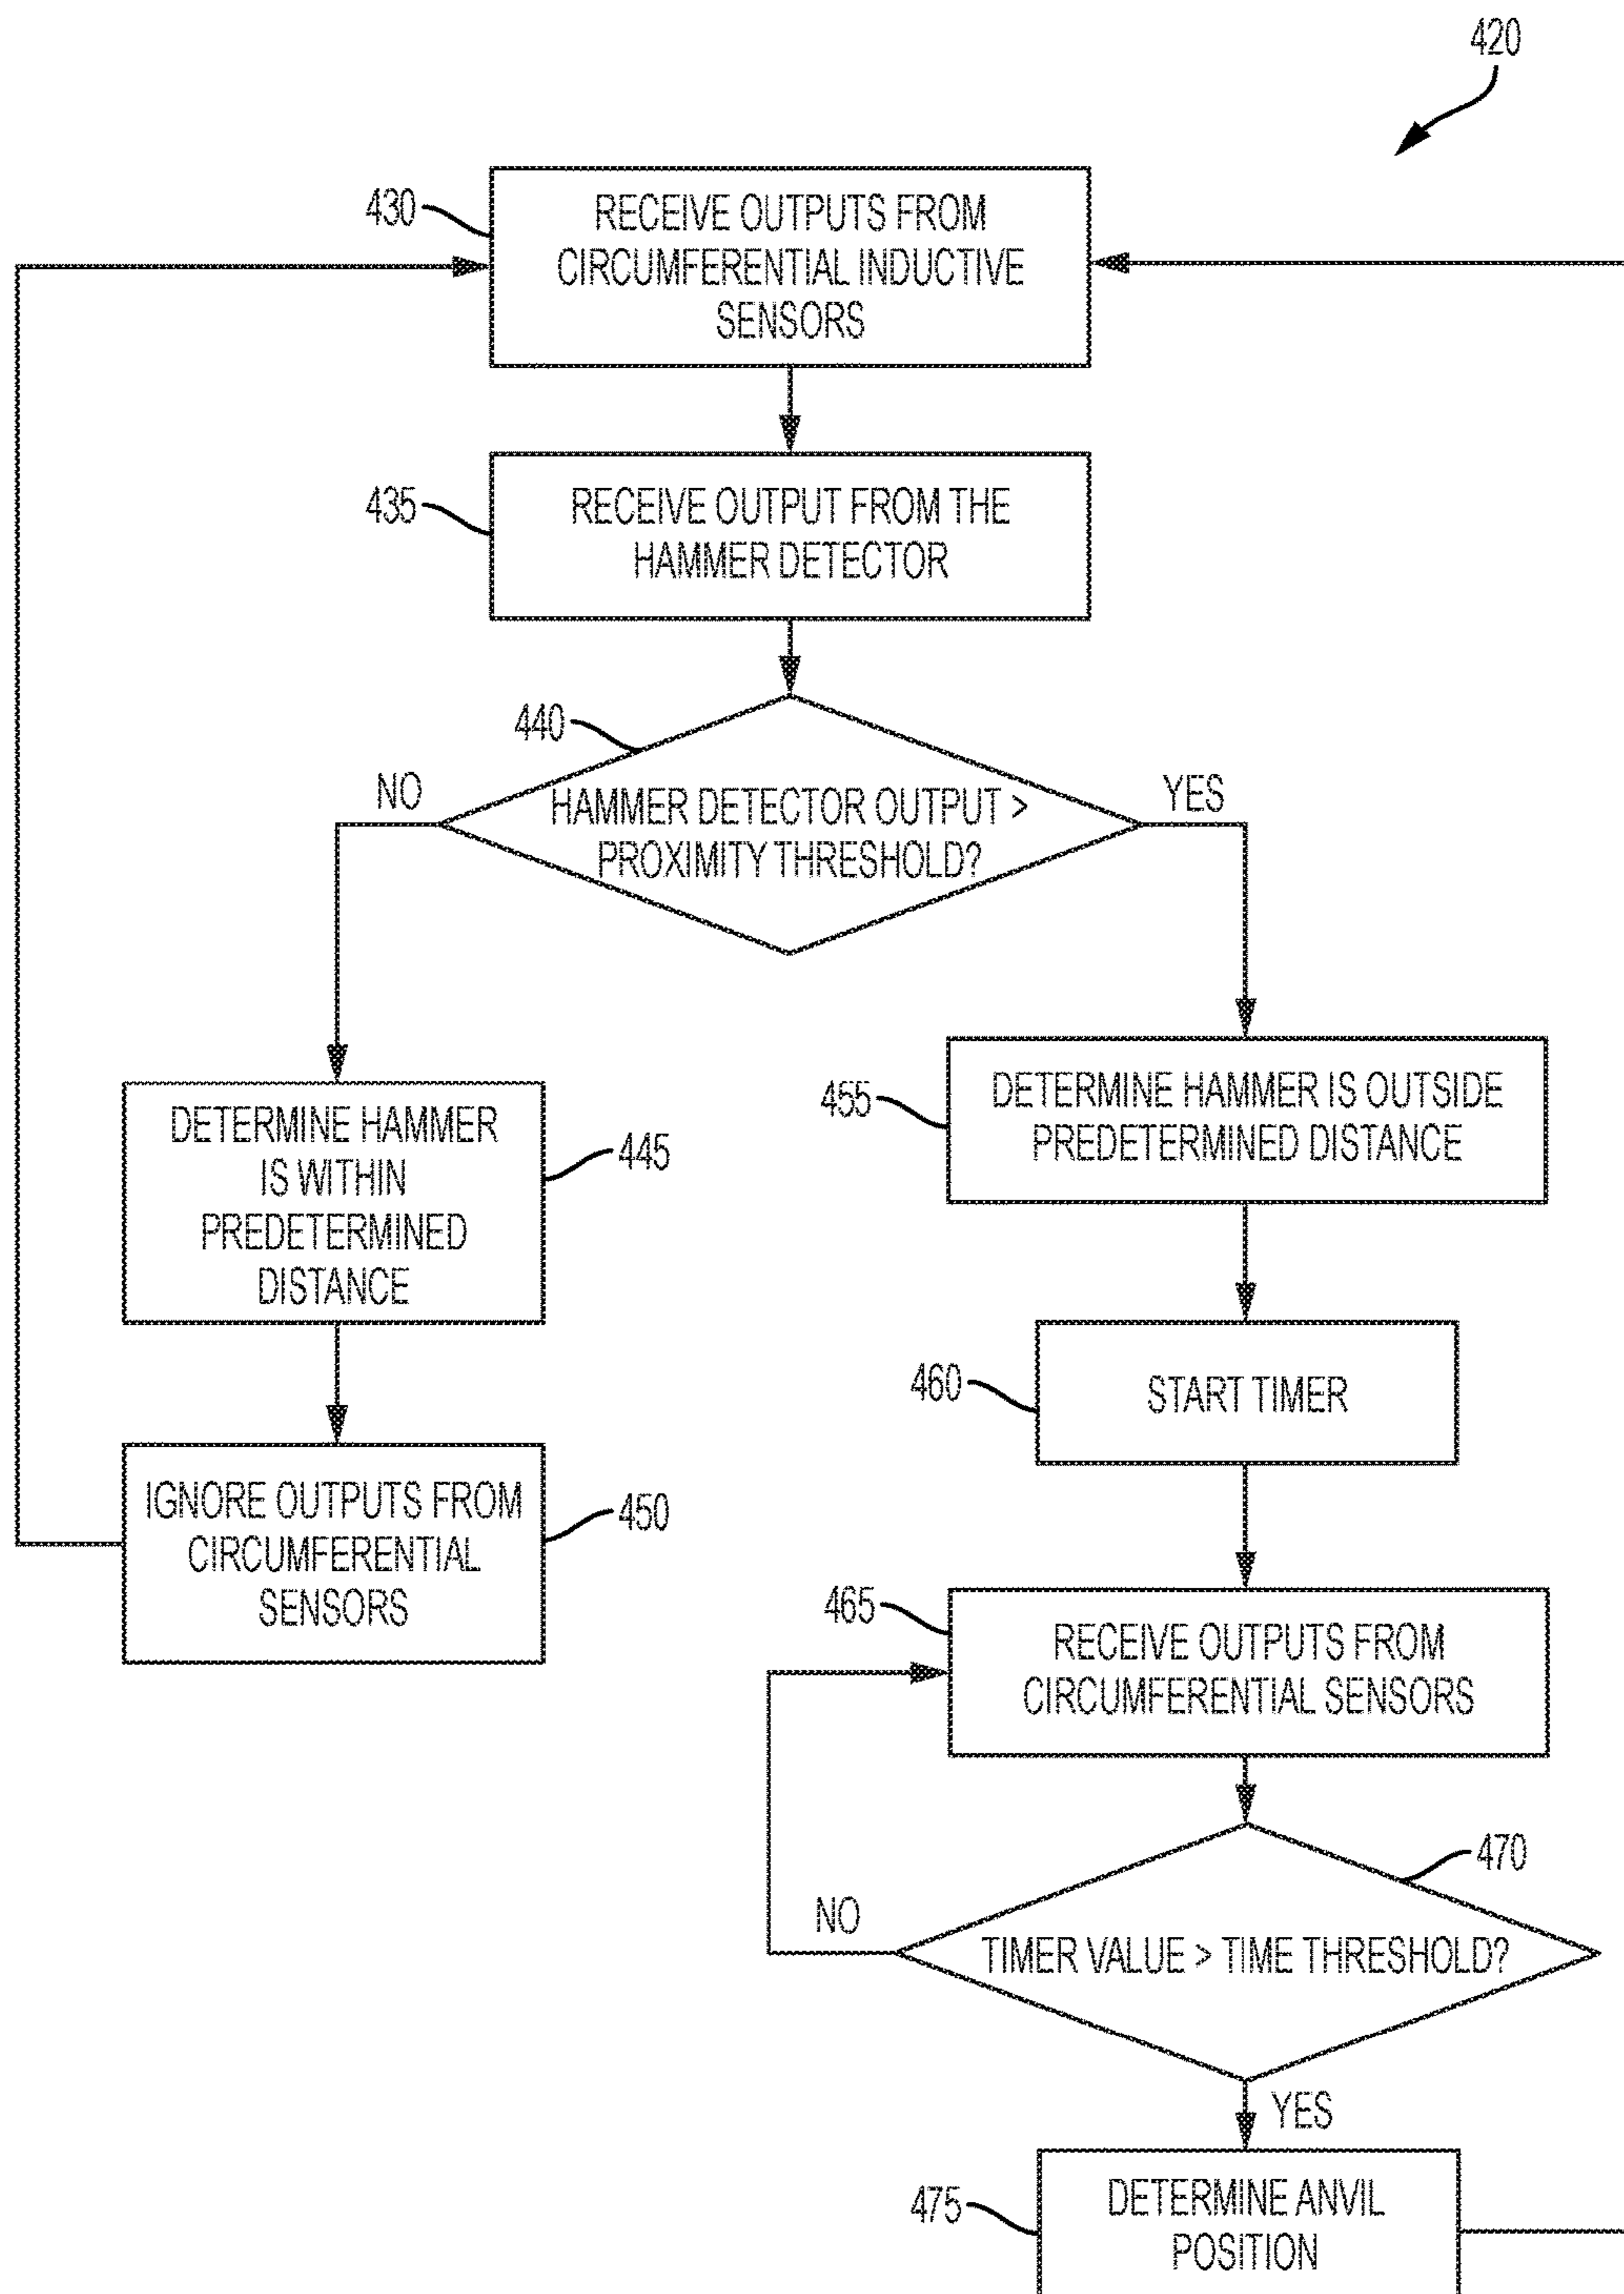 420
430
RECEIVE OUTPUTS FROM
CIRCUMFERENTIAL INDUCTIVE
SENSORS
435
RECEIVE OUTPUT FROM THE
HAMMER DETECTOR
440
NO
HAMMER DETECTOR OUTPUT >
PROXIMITY THRESHOLD?
YES
DETERMINE HAMMER
IS WITHIN
PREDETERMINED
DISTANCE
445
455
DETERMINE HAMMER IS OUTSIDE
PREDETERMINED DISTANCE
460
START TIMER
IGNORE OUTPUTS FROM
CIRCUMFERENTIAL
SENSORS
450
465
RECEIVE OUTPUTS FROM
CIRCUMFERENTIAL SENSORS
470
NO
TIMER VALUE > TIME THRESHOLD?
YES
475
DETERMINE ANVIL
POSITION